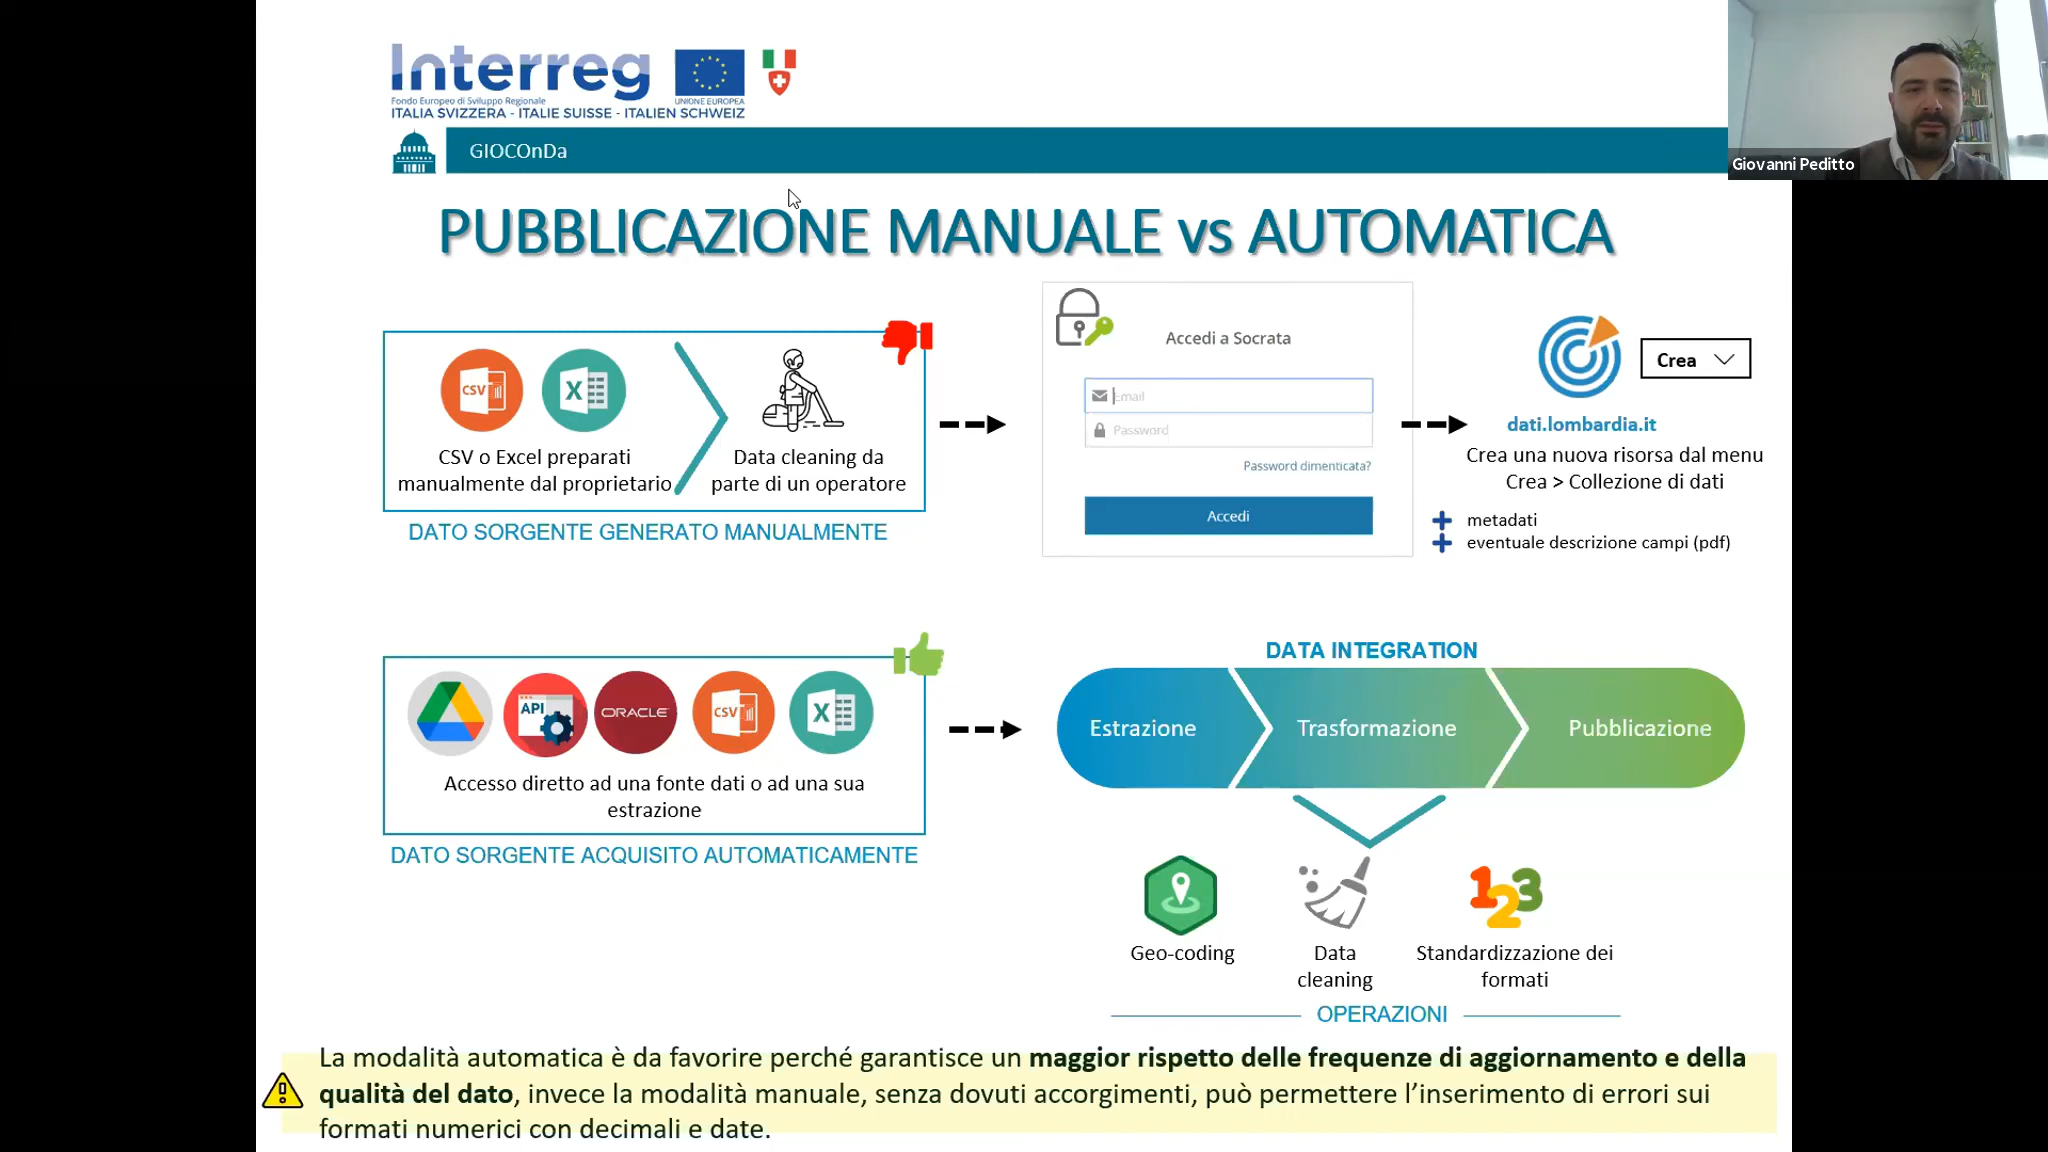 Interreg
Fondo Europeo di Sviluppo Regionale
UNIONE EUROPEA
ITALIA SVIZZERA - ITALIE SUISSE - ITALIEN SCHWEIZ
GIOCOnDa
Giovanni Peditto
PUBBLICAZIONE MANUALE vs AUTOMATICA
CSV
X
CSV o Excel preparati
manualmente dal proprietario
Data cleaning da
parte di un operatore
DATO SORGENTE GENERATO MANUALMENTE
Accedi a Socrata
Email
Password
Password dimenticata?
Accedi
Crea
dati.lombardia.it
Crea una nuova risorsa dal menu
Crea > Collezione di dati
metadati
eventuale descrizione campi (pdf)
API
ORACLE
CSV
X
Accesso diretto ad una fonte dati o ad una sua
estrazione
DATO SORGENTE ACQUISITO AUTOMATICAMENTE
DATA INTEGRATION
Estrazione
Trasformazione
Pubblicazione
123
Geo-coding
Data
cleaning
Standardizzazione dei
formati
OPERAZIONI
La modalità automatica è da favorire perché garantisce un maggior rispetto delle frequenze di aggiornamento e della
qualità del dato, invece la modalità manuale, senza dovuti accorgimenti, può permettere l’inserimento di errori sui
formati numerici con decimali e date.